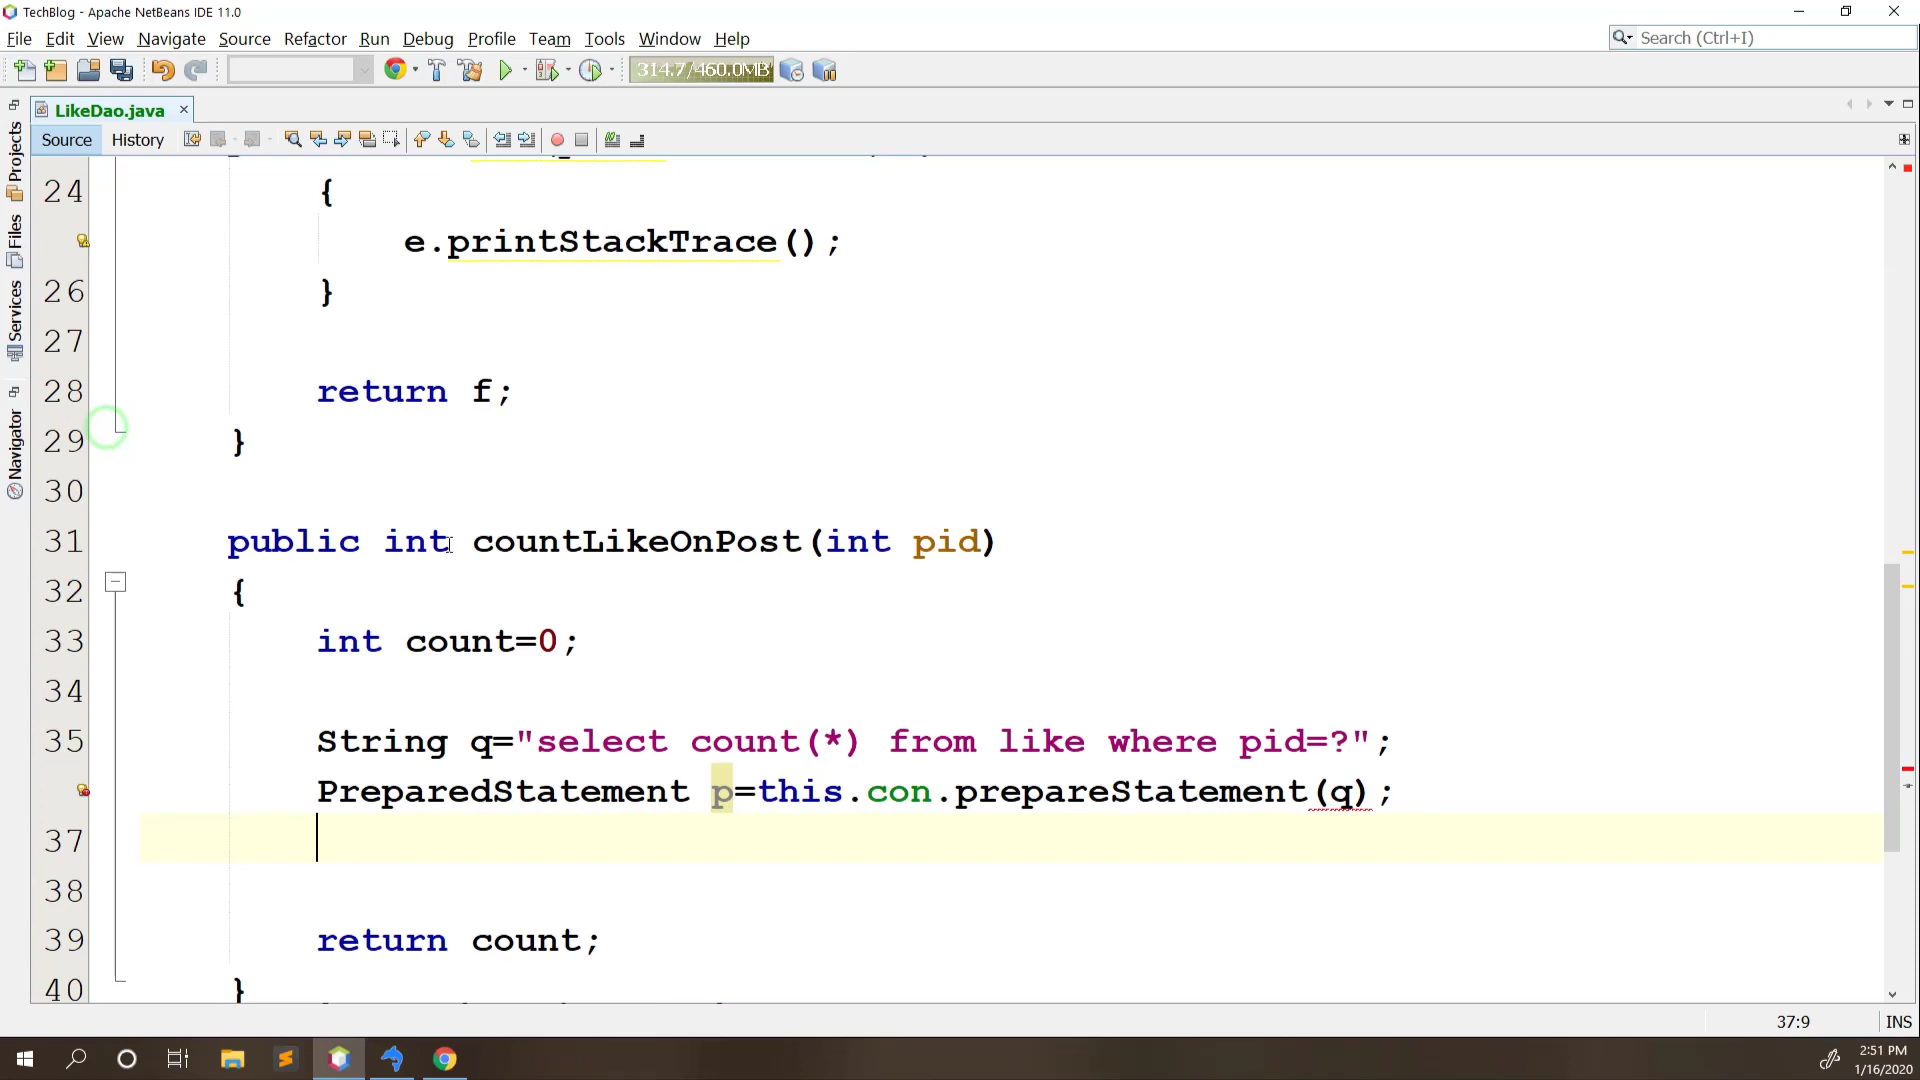 TechBlog - Apache NetBeans IDE 11.0
File Edit View Navigate Source Refactor Run Debug Profile Team Tools Window Help
Search (Ctrl+I)
314.7/460.0MB
LikeDao.java
Source History
Projects
Files
Services
Navigator
24 {
e.printStackTrace();
26 }
27
28 return f;
29 }
30
31 public int countLikeOnPost(int pid)
32 {
33 int count=0;
34
35 String q="select count(*) from like where pid=?";
PreparedStatement p=this.con.prepareStatement(q);
37
38
39 return count;
40 }
37:9 INS
2:51 PM
1/16/2020